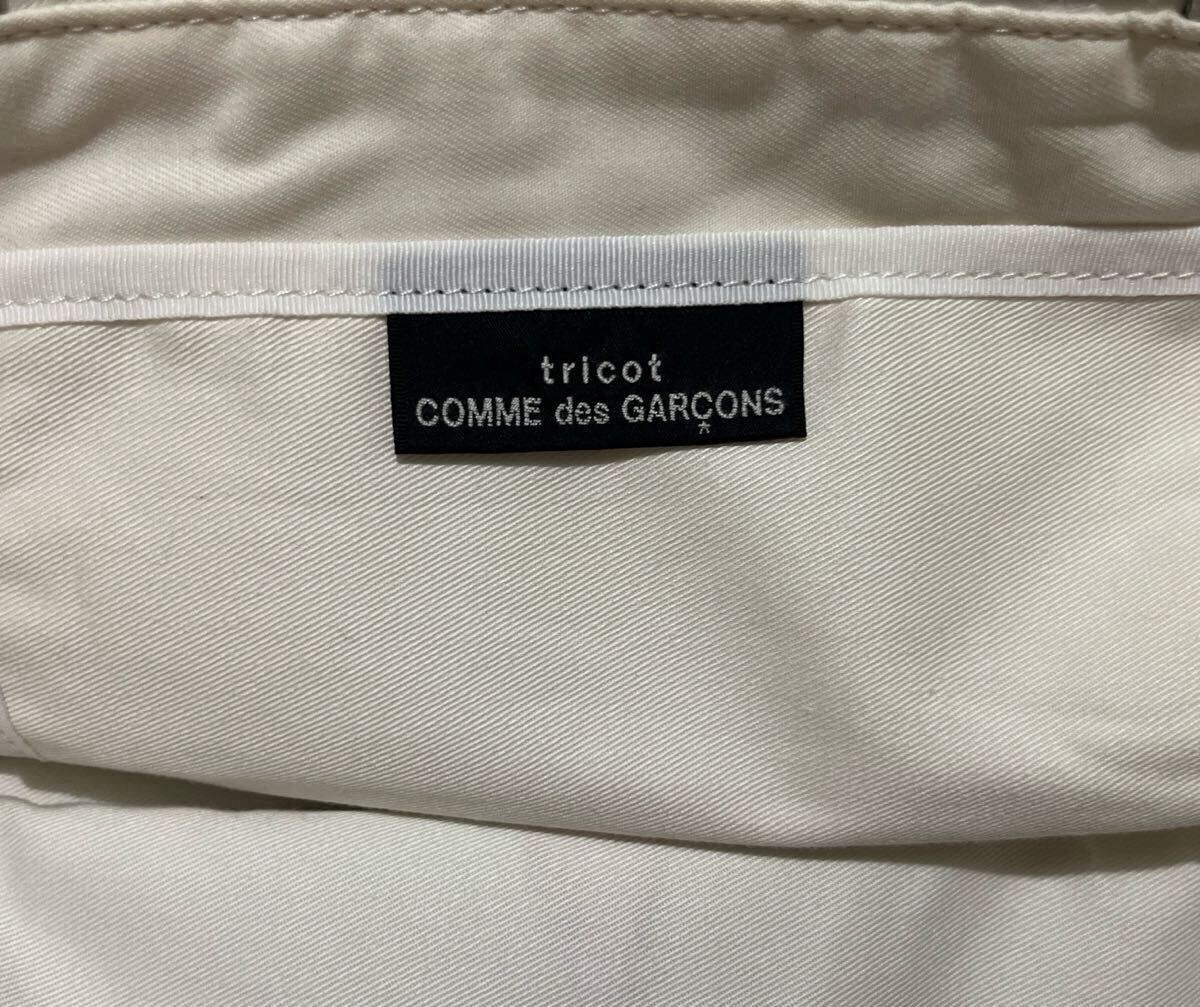 tricot
COMME des GARÇONS
*